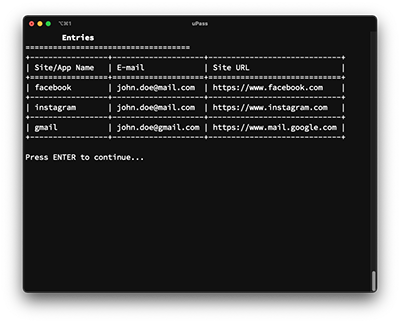 ⌥⌘1 uPass
Entries
===================================
+-----------------+--------------------+-----------------------------+
| Site/App Name | E-mail | Site URL |
+=================+====================+=============================+
| facebook | john.doe@mail.com | https://www.facebook.com |
+-----------------+--------------------+-----------------------------+
| instagram | john.doe@mail.com | https://www.instagram.com |
+-----------------+--------------------+-----------------------------+
| gmail | john.doe@gmail.com | https://www.mail.google.com |
+-----------------+--------------------+-----------------------------+
Press ENTER to continue...